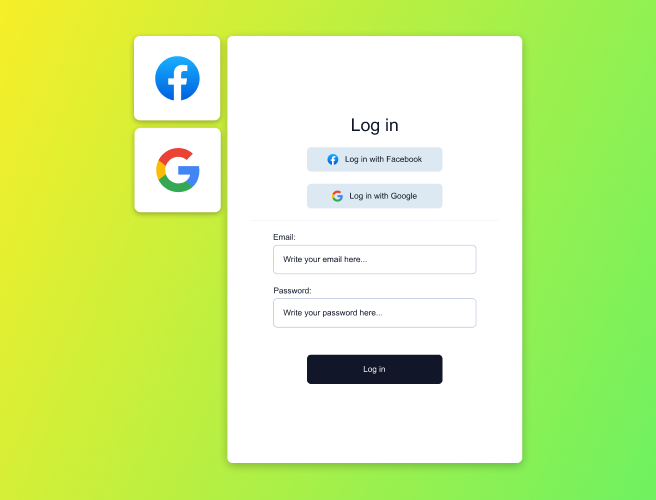 Log in
Log in with Facebook
Log in with Google
Email:
Write your email here...
Password:
Write your password here...
Log in